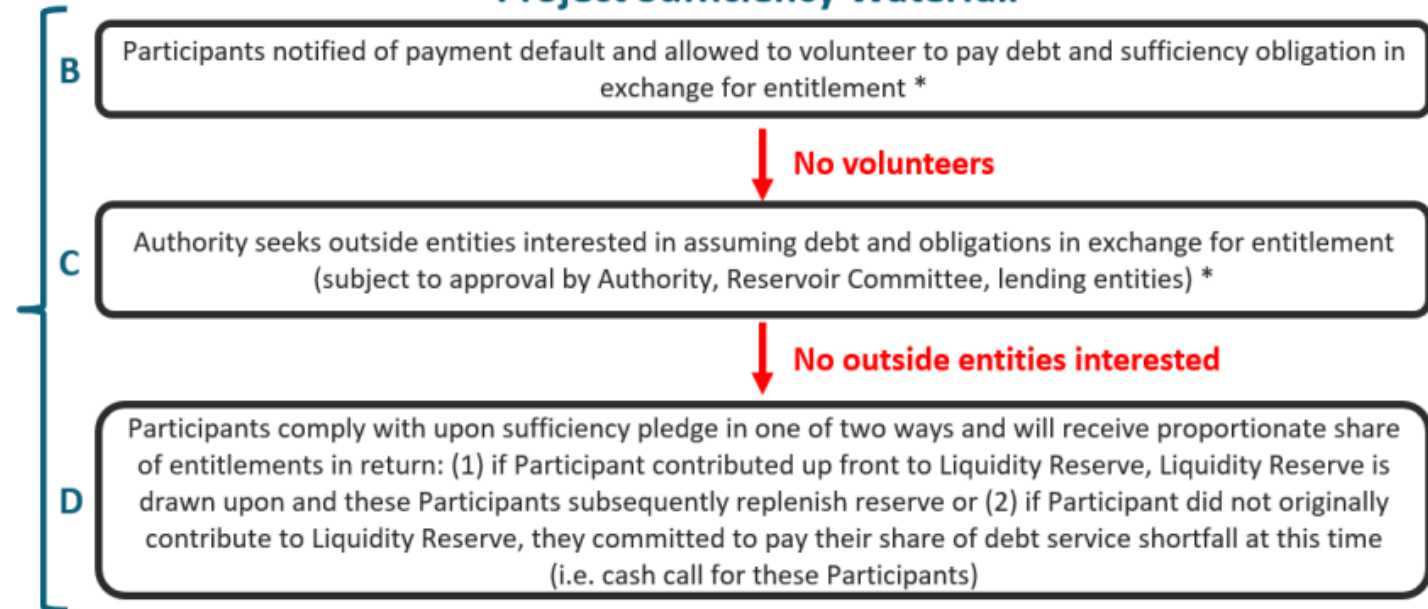 Project Sufficiency Waterfall
B
Participants notified of payment default and allowed to volunteer to pay debt and sufficiency obligation in
exchange for entitlement *
No volunteers
C
Authority seeks outside entities interested in assuming debt and obligations in exchange for entitlement
(subject to approval by Authority, Reservoir Committee, lending entities) *
No outside entities interested
D
Participants comply with upon sufficiency pledge in one of two ways and will receive proportionate share
of entitlements in return: (1) if Participant contributed up front to Liquidity Reserve, Liquidity Reserve is
drawn upon and these Participants subsequently replenish reserve or (2) if Participant did not originally
contribute to Liquidity Reserve, they committed to pay their share of debt service shortfall at this time
(i.e. cash call for these Participants)